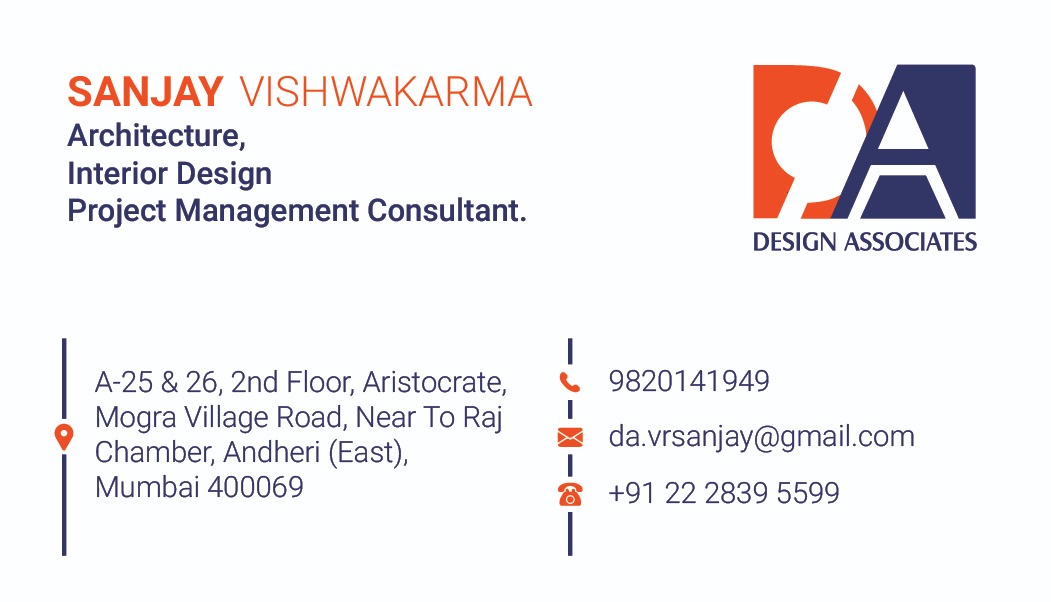 SANJAY VISHWAKARMA
Architecture,
Interior Design
Project Management Consultant.
DA
DESIGN ASSOCIATES
A-25 & 26, 2nd Floor, Aristocrate,
Mogra Village Road, Near To Raj
Chamber, Andheri (East),
Mumbai 400069
9820141949
da.vrsanjay@gmail.com
+91 22 2839 5599